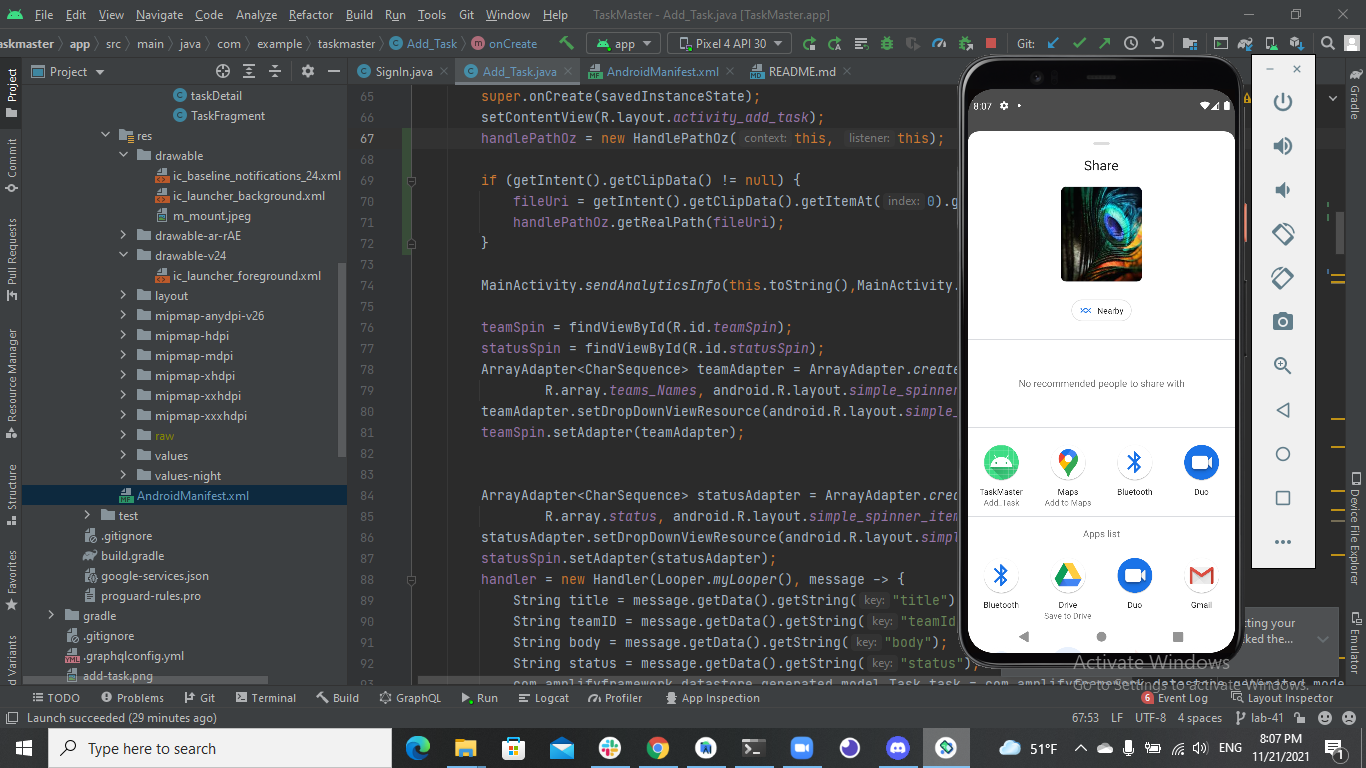 File Edit View Navigate Code Analyze Refactor Build Run Tools Git Window Help TaskMaster - Add_Task.java [TaskMaster.app]
askmaster app src main java com example taskmaster Add_Task onCreate app Pixel 4 API 30 Git:
Project SignIn.java Add_Task.java AndroidManifest.xml README.md
taskDetail
TaskFragment
res
drawable
ic_baseline_notifications_24.xml
ic_launcher_background.xml
m_mount.jpeg
drawable-ar-rAE
drawable-v24
ic_launcher_foreground.xml
layout
mipmap-anydpi-v26
mipmap-hdpi
mipmap-mdpi
mipmap-xhdpi
mipmap-xxhdpi
mipmap-xxxhdpi
raw
values
values-night
AndroidManifest.xml
test
.gitignore
build.gradle
google-services.json
proguard-rules.pro
gradle
.gitignore
.graphqlconfig.yml
add-task.png
Project
Commit
Pull Requests
Resource Manager
Structure
Favorites
d Variants
65 super.onCreate(savedInstanceState);
66 setContentView(R.layout.activity_add_task);
67 handlePathOz = new HandlePathOz( context: this, listener: this);
68
69 if (getIntent().getClipData() != null) {
70 fileUri = getIntent().getClipData().getItemAt( index: 0).g
71 handlePathOz.getRealPath(fileUri);
72 }
73
74 MainActivity.sendAnalyticsInfo(this.toString(),MainActivity.
75
76 teamSpin = findViewById(R.id.teamSpin);
77 statusSpin = findViewById(R.id.statusSpin);
78 ArrayAdapter<CharSequence> teamAdapter = ArrayAdapter.create
79 R.array.teams_Names, android.R.layout.simple_spinner
80 teamAdapter.setDropDownViewResource(android.R.layout.simple_
81 teamSpin.setAdapter(teamAdapter);
82
83
84 ArrayAdapter<CharSequence> statusAdapter = ArrayAdapter.crea
85 R.array.status, android.R.layout.simple_spinner_item
86 statusAdapter.setDropDownViewResource(android.R.layout.simpl
87 statusSpin.setAdapter(statusAdapter);
88 handler = new Handler(Looper.myLooper(), message -> {
89 String title = message.getData().getString( key: "title")
90 String teamID = message.getData().getString( key: "teamId
91 String body = message.getData().getString( key: "body");
92 String status = message.getData().getString( key: "status");
93 com.amplifyframework.datastore.generated.model.Task task = com.amplifyframework.datastore.generated.mode
8:07
Share
Nearby
No recommended people to share with
TaskMaster Maps Bluetooth Duo
Add_Task Add to Maps
Apps list
Bluetooth Drive Duo Gmail
Save to Drive
Gradle
Device File Explorer
Emulator
tting your
ked the...
Activate Windows
Go to Settings to activate Windows.
TODO Problems Git Terminal Build GraphQL Run Logcat Profiler App Inspection 6 Event Log Layout Inspector
Launch succeeded (29 minutes ago) 67:53 LF UTF-8 4 spaces lab-41
Type here to search 51°F ENG 8:07 PM
11/21/2021
1